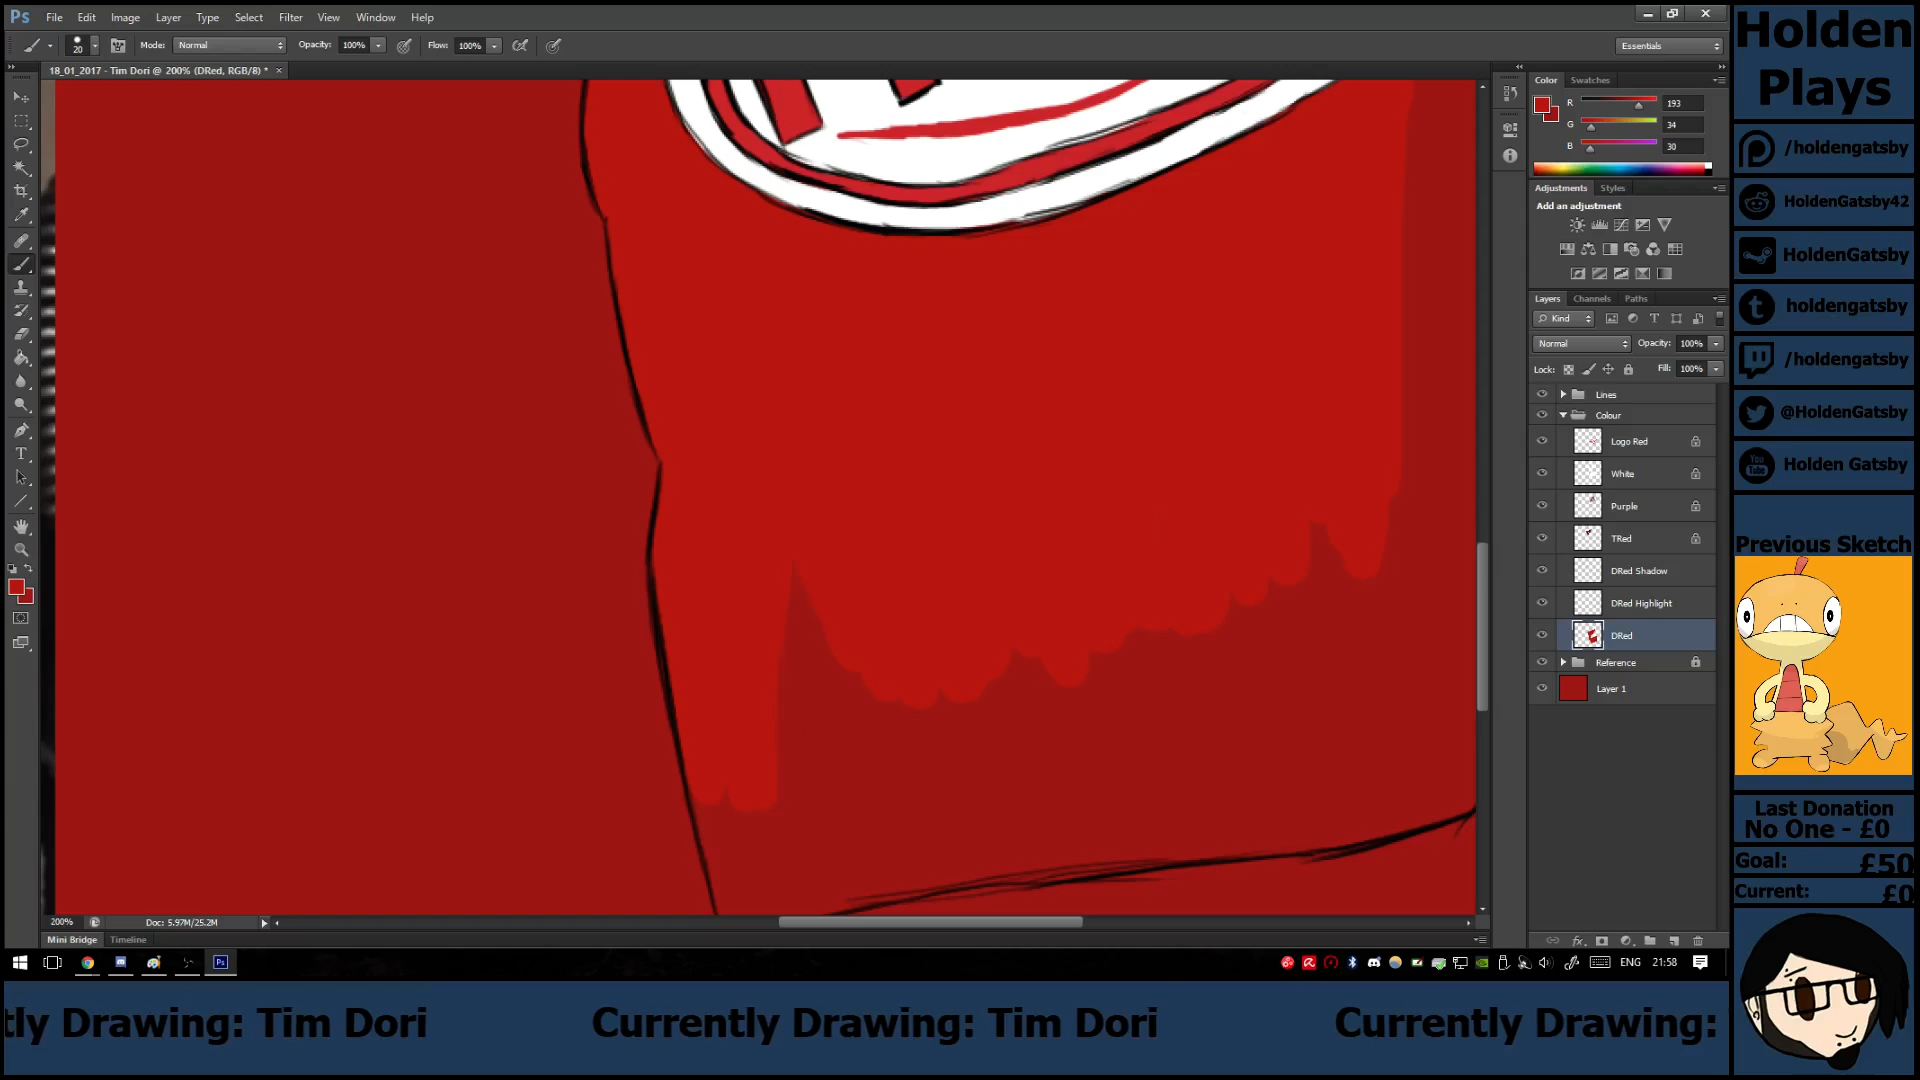 Ps File Edit Image Layer Type Select Filter View Window Help
20 Mode: Normal Opacity: 100% Flow: 100% Essentials
18_01_2017 - Tim Dori @ 200% (DRed, RGB/8) *
Color Swatches
R 193
G 34
B 30
Adjustments Styles
Add an adjustment
Layers Channels Paths
Kind
Normal Opacity: 100%
Lock: Fill: 100%
Lines
Colour
Logo Red
White
Purple
TRed
DRed Shadow
DRed Highlight
DRed
Reference
Layer 1
200% Doc: 5.97M/25.2M
Mini Bridge Timeline
Ps ENG 21:58
Holden
Plays
/holdengatsby
HoldenGatsby42
HoldenGatsby
holdengatsby
/holdengatsby
@HoldenGatsby
You
Tube
Holden Gatsby
Previous Sketch
Last Donation
No One - £0
Goal: £50
Current: £0
tly Drawing: Tim Dori Currently Drawing: Tim Dori Currently Drawing: